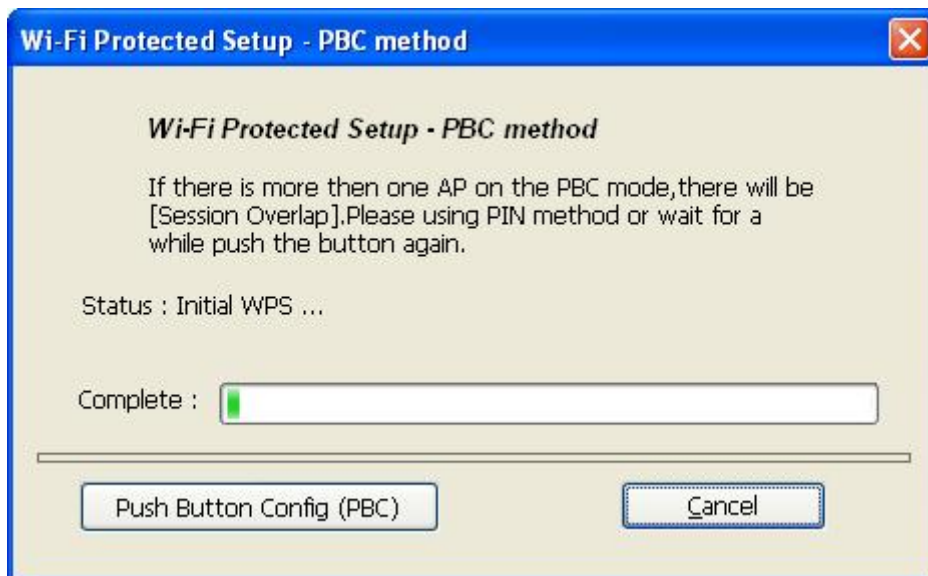 Wi-Fi Protected Setup - PBC method
Wi-Fi Protected Setup - PBC method
If there is more then one AP on the PBC mode,there will be
[Session Overlap].Please using PIN method or wait for a
while push the button again.
Status : Initial WPS ...
Complete :
Push Button Config (PBC)
Cancel